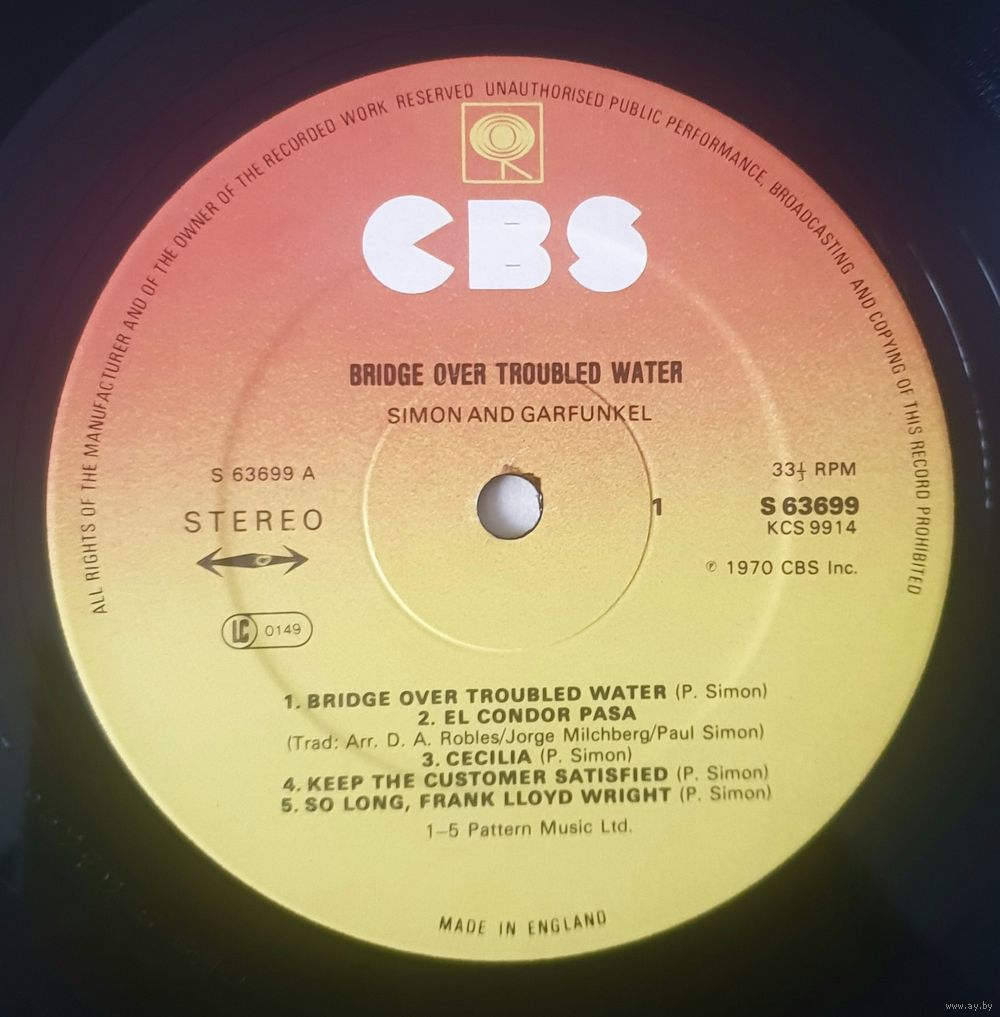 ALL RIGHTS OF THE MANUFACTURER AND OF THE OWNER OF THE RECORDED WORK RESERVED UNAUTHORISED PUBLIC PERFORMANCE, BROADCASTING AND COPYING OF THIS RECORD PROHIBITED
CBS
BRIDGE OVER TROUBLED WATER
SIMON AND GARFUNKEL
S 63699 A
33⅓ RPM
STEREO
1
S 63699
KCS 9914
℗ 1970 CBS Inc.
LC 0149
1. BRIDGE OVER TROUBLED WATER (P. Simon)
2. EL CONDOR PASA
(Trad: Arr. D. A. Robles/Jorge Milchberg/Paul Simon)
3. CECILIA (P. Simon)
4. KEEP THE CUSTOMER SATISFIED (P. Simon)
5. SO LONG, FRANK LLOYD WRIGHT (P. Simon)
1–5 Pattern Music Ltd.
MADE IN ENGLAND
www.ay.by